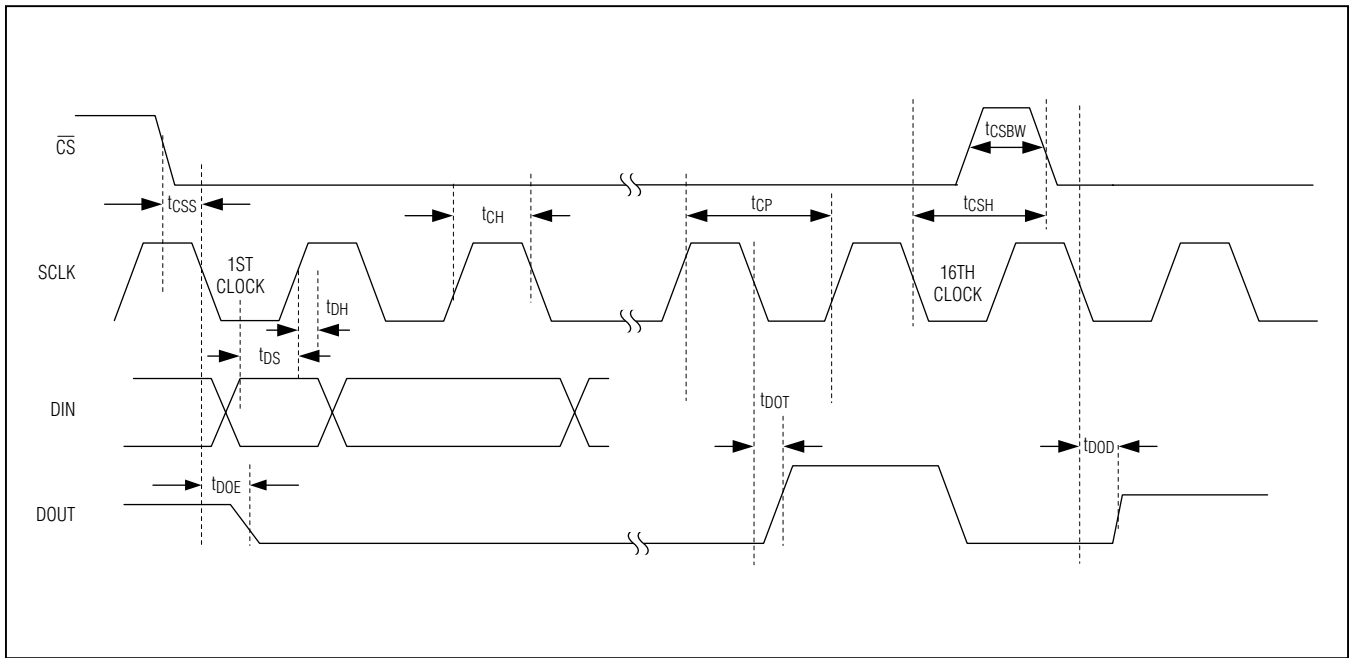 CS
tCSBW
tCSS
tCH
tCP
tCSH
SCLK
1ST
CLOCK
16TH
CLOCK
tDH
tDS
DIN
tDOT
tDOD
tDOE
DOUT